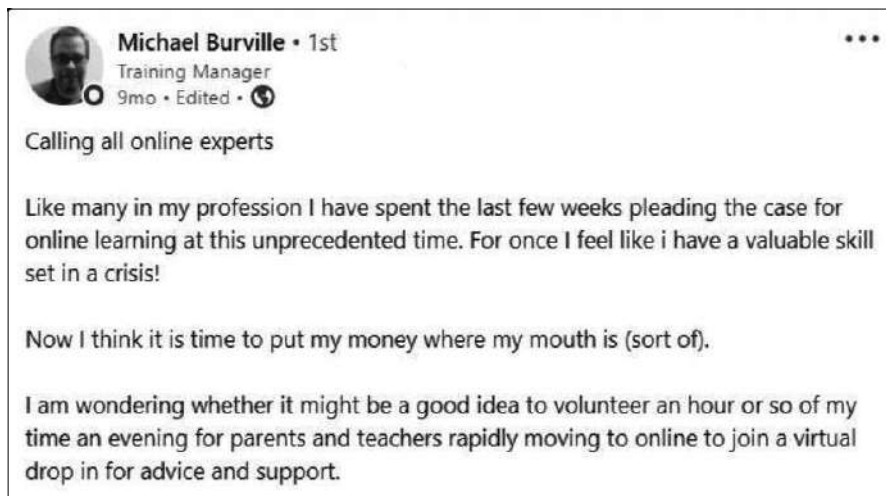 Michael Burville • 1st
Training Manager
9mo • Edited •
Calling all online experts
Like many in my profession I have spent the last few weeks pleading the case for
online learning at this unprecedented time. For once I feel like i have a valuable skill
set in a crisis!
Now I think it is time to put my money where my mouth is (sort of).
I am wondering whether it might be a good idea to volunteer an hour or so of my
time an evening for parents and teachers rapidly moving to online to join a virtual
drop in for advice and support.